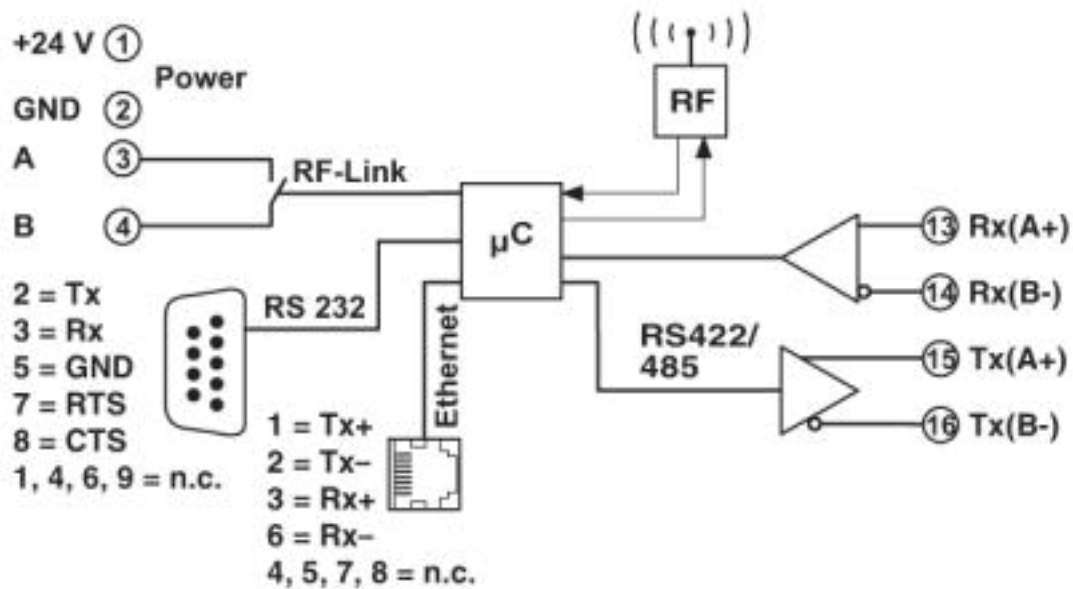 +24 V 1
Power
GND 2
A 3
RF-Link
B 4
RF
µC
13 Rx(A+)
14 Rx(B-)
RS422/
485
15 Tx(A+)
16 Tx(B-)
RS 232
2 = Tx
3 = Rx
5 = GND
7 = RTS
8 = CTS
1, 4, 6, 9 = n.c.
Ethernet
1 = Tx+
2 = Tx–
3 = Rx+
6 = Rx–
4, 5, 7, 8 = n.c.